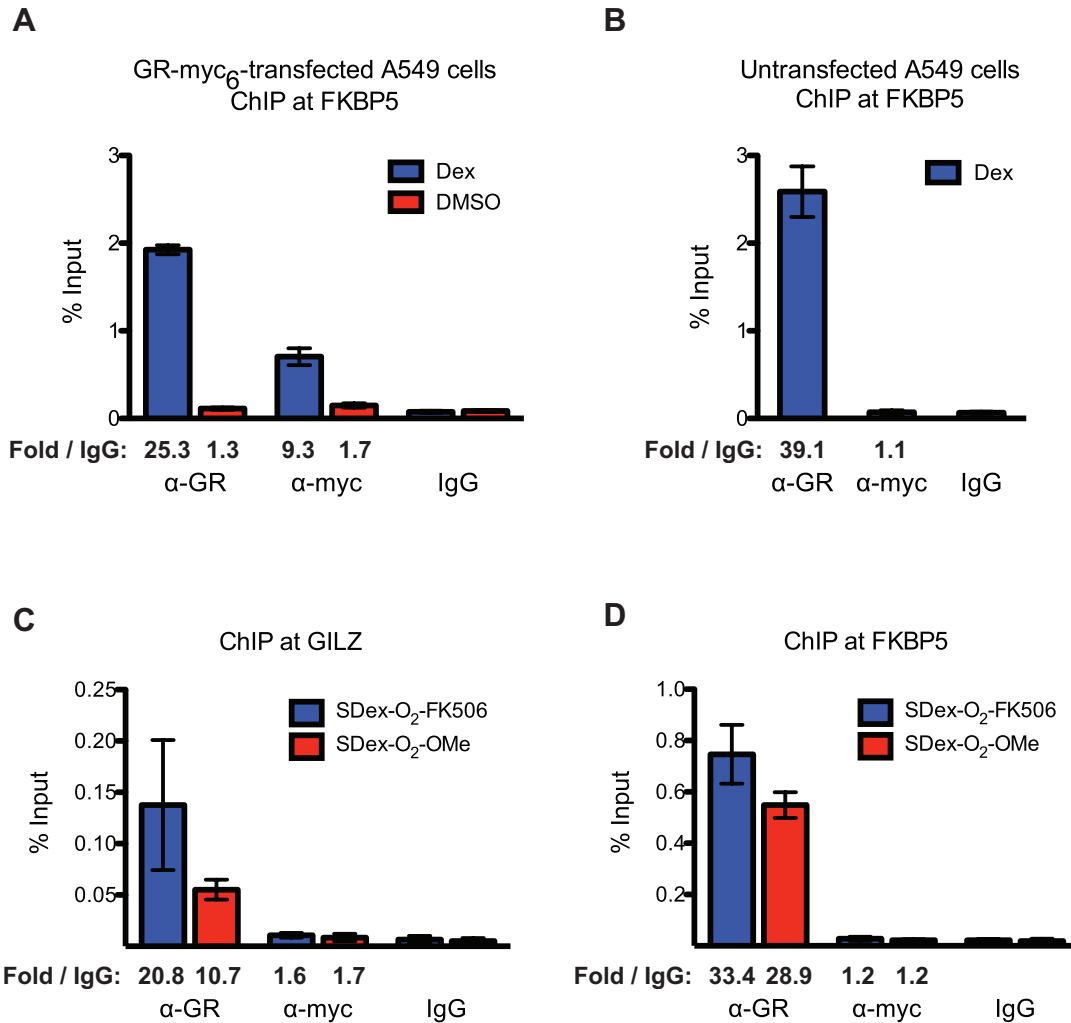 A
GR-myc6-transfected A549 cells
ChIP at FKBP5
3
2
1
0
% Input
Dex
DMSO
Fold / IgG: 25.3 1.3 9.3 1.7
α-GR α-myc IgG
B
Untransfected A549 cells
ChIP at FKBP5
3
2
1
0
% Input
Dex
Fold / IgG: 39.1 1.1
α-GR α-myc IgG
C
ChIP at GILZ
0.25
0.20
0.15
0.10
0.05
% Input
SDex-O2-FK506
SDex-O2-OMe
Fold / IgG: 20.8 10.7 1.6 1.7
α-GR α-myc IgG
D
ChIP at FKBP5
1.0
0.8
0.6
0.4
0.2
% Input
SDex-O2-FK506
SDex-O2-OMe
Fold / IgG: 33.4 28.9 1.2 1.2
α-GR α-myc IgG